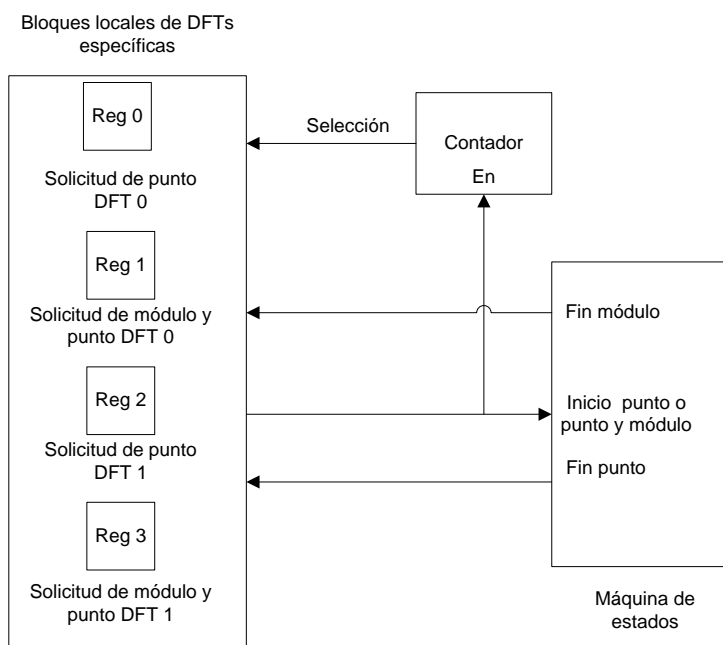 Bloques locales de DFTs
específicas
Reg 0
Solicitud de punto
DFT 0
Reg 1
Solicitud de módulo y
punto DFT 0
Reg 2
Solicitud de punto
DFT 1
Reg 3
Solicitud de módulo y
punto DFT 1
Selección
Contador
En
Fin módulo
Inicio punto o
punto y módulo
Fin punto
Máquina de
estados